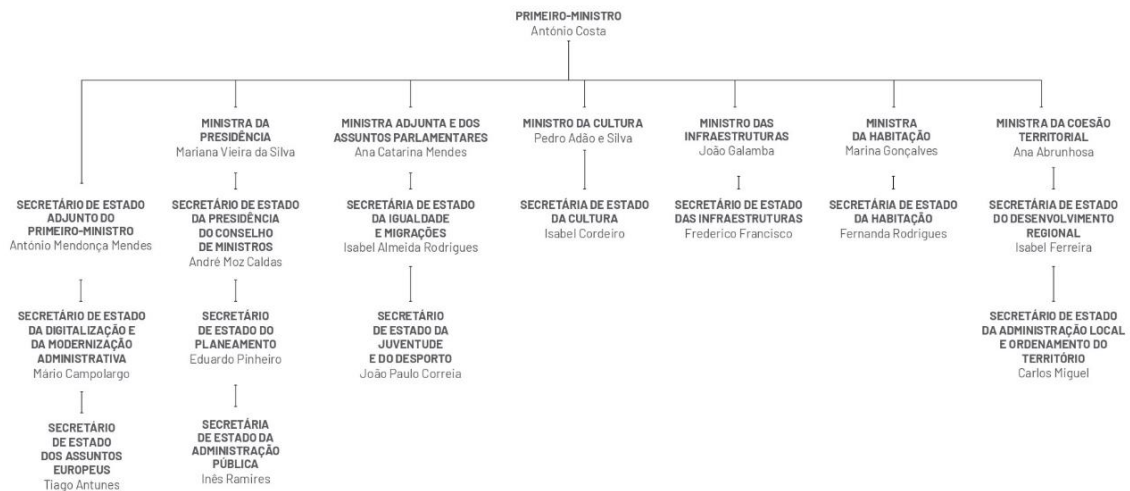 PRIMEIRO-MINISTRO
António Costa
MINISTRA DA
PRESIDÊNCIA
Mariana Vieira da Silva
MINISTRA ADJUNTA E DOS
ASSUNTOS PARLAMENTARES
Ana Catarina Mendes
MINISTRO DA CULTURA
Pedro Adão e Silva
MINISTRO DAS
INFRAESTRUTURAS
João Galamba
MINISTRA
DA HABITAÇÃO
Marina Gonçalves
MINISTRA DA COESÃO
TERRITORIAL
Ana Abrunhosa
SECRETÁRIO DE ESTADO
ADJUNTO DO
PRIMEIRO-MINISTRO
António Mendonça Mendes
SECRETÁRIO DE ESTADO
DA PRESIDÊNCIA
DO CONSELHO
DE MINISTROS
André Moz Caldas
SECRETÁRIA DE ESTADO
DA IGUALDADE
E MIGRAÇÕES
Isabel Almeida Rodrigues
SECRETÁRIA DE ESTADO
DA CULTURA
Isabel Cordeiro
SECRETÁRIO DE ESTADO
DAS INFRAESTRUTURAS
Frederico Francisco
SECRETÁRIA DE ESTADO
DA HABITAÇÃO
Fernanda Rodrigues
SECRETÁRIA DE ESTADO
DO DESENVOLVIMENTO
REGIONAL
Isabel Ferreira
SECRETÁRIO DE ESTADO
DA DIGITALIZAÇÃO E
DA MODERNIZAÇÃO
ADMINISTRATIVA
Mário Campolargo
SECRETÁRIO
DE ESTADO DO
PLANEAMENTO
Eduardo Pinheiro
SECRETÁRIO
DE ESTADO DA
JUVENTUDE
E DO DESPORTO
João Paulo Correia
SECRETÁRIO DE ESTADO
DA ADMINISTRAÇÃO LOCAL
E ORDENAMENTO DO
TERRITÓRIO
Carlos Miguel
SECRETÁRIO
DE ESTADO
DOS ASSUNTOS
EUROPEUS
Tiago Antunes
SECRETÁRIA
DE ESTADO DA
ADMINISTRAÇÃO
PÚBLICA
Inês Ramires